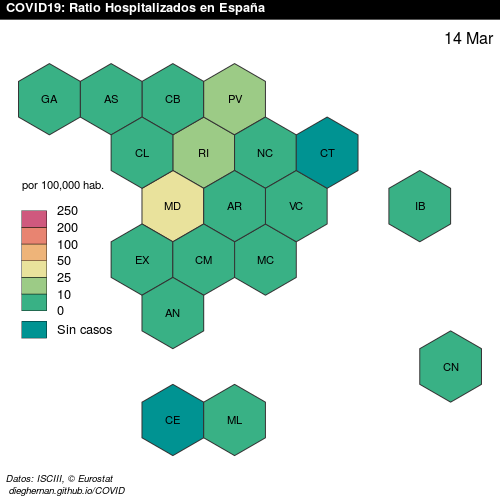 COVID19: Ratio Hospitalizados en España
14 Mar
GA AS CB PV
CL RI NC CT
por 100,000 hab.
MD AR VC IB
250
200
100
50
25
10
0
Sin casos
EX CM MC
AN
CN
CE ML
Datos: ISCIII, © Eurostat
dieghernan.github.io/COVID